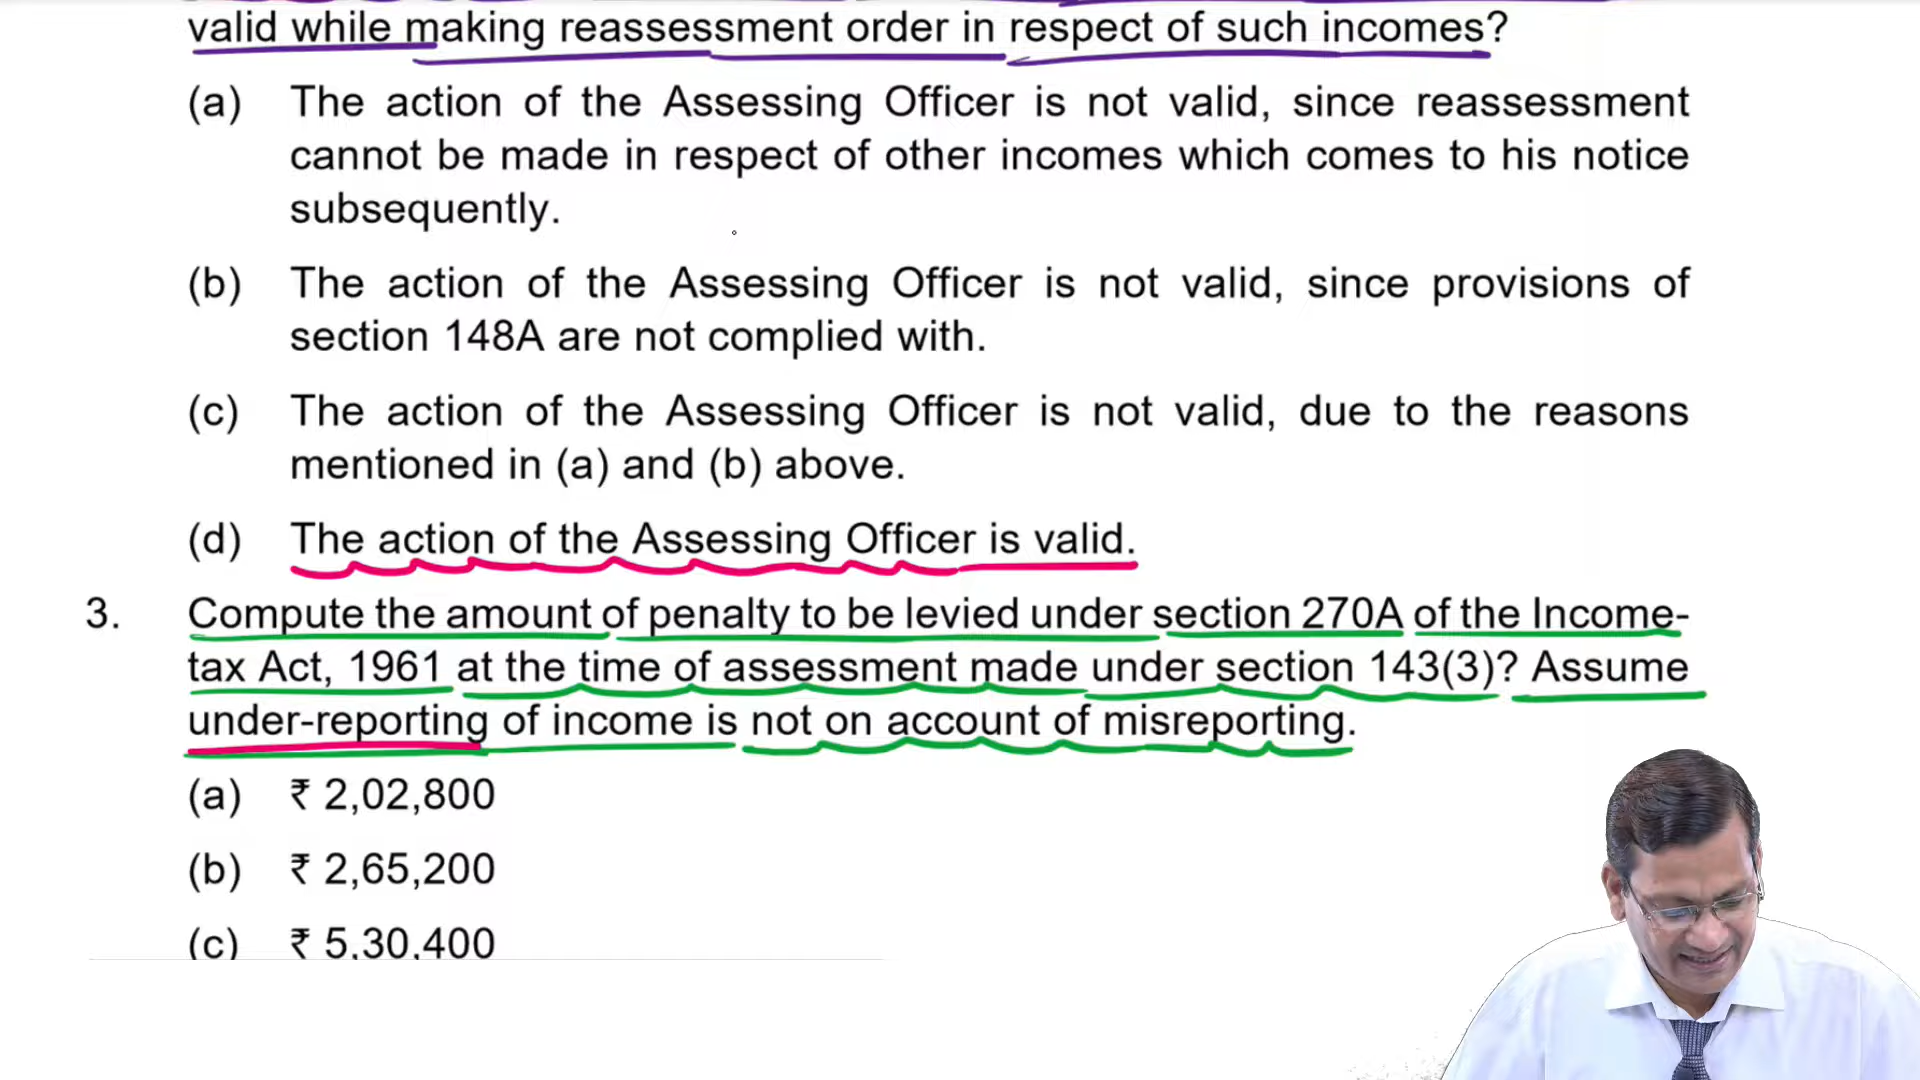 valid while making reassessment order in respect of such incomes?
(a) The action of the Assessing Officer is not valid, since reassessment
cannot be made in respect of other incomes which comes to his notice
subsequently.
(b) The action of the Assessing Officer is not valid, since provisions of
section 148A are not complied with.
(c) The action of the Assessing Officer is not valid, due to the reasons
mentioned in (a) and (b) above.
(d) The action of the Assessing Officer is valid.
3. Compute the amount of penalty to be levied under section 270A of the Income-
tax Act, 1961 at the time of assessment made under section 143(3)? Assume
under-reporting of income is not on account of misreporting.
(a) ₹ 2,02,800
(b) ₹ 2,65,200
(c) ₹ 5,30,400